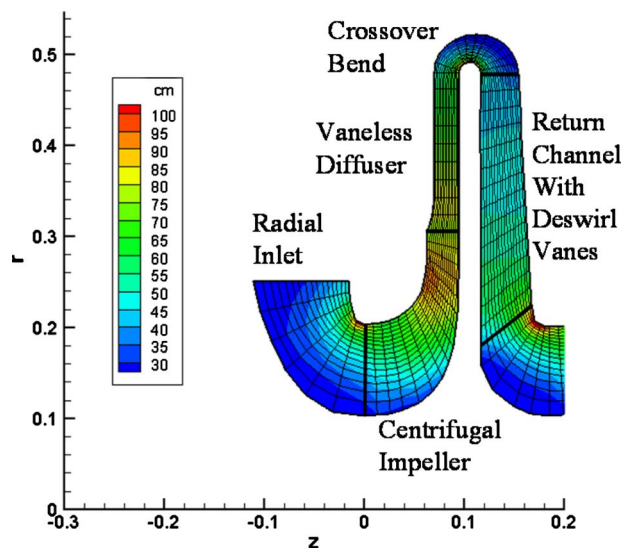 Crossover
Bend
0.5
cm
100
95
90
85
80
75
70
65
60
55
50
45
40
35
30
Vaneless
Diffuser
Return
Channel
With
Deswirl
Vanes
0.4
0.3
Radial
Inlet
r
0.2
0.1
Centrifugal
Impeller
0
-0.3
-0.2
-0.1
0
0.1
0.2
z